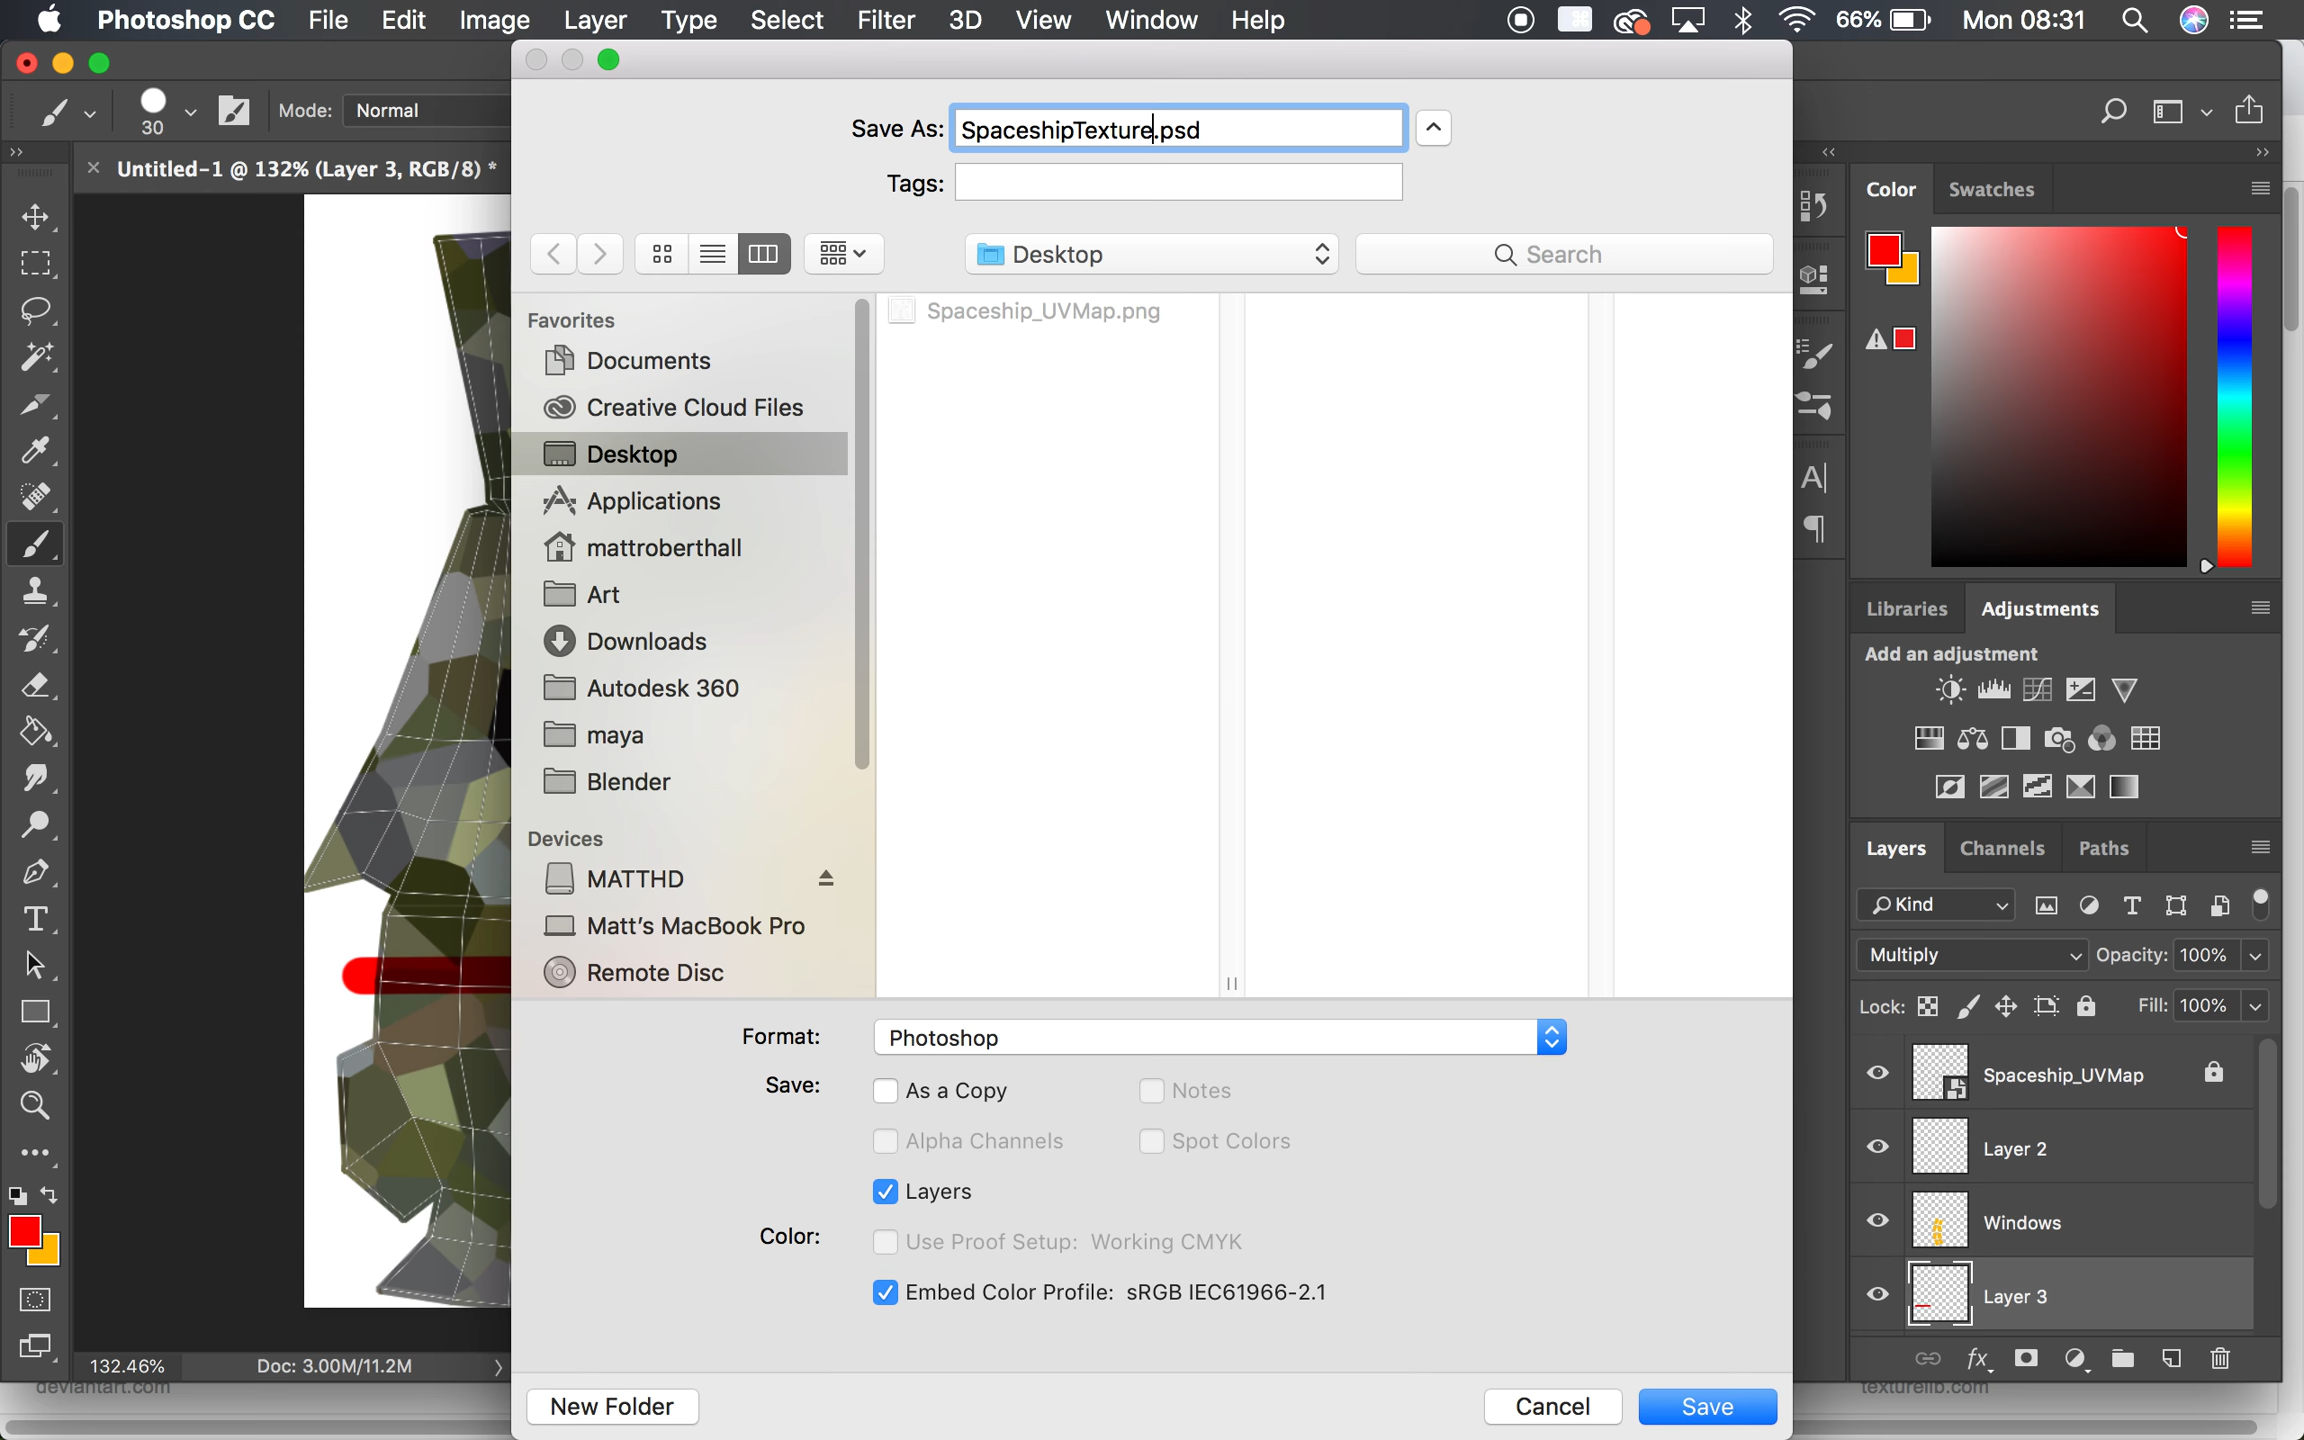 Photoshop CC File Edit Image Layer Type Select Filter 3D View Window Help 66% Mon 08:31
30 Mode: Normal
Untitled-1 @ 132% (Layer 3, RGB/8) *
Save As: SpaceshipTexture.psd
Tags:
Desktop
Search
Favorites
Documents
Creative Cloud Files
Desktop
Applications
mattroberthall
Art
Downloads
Autodesk 360
maya
Blender
Devices
MATTHD
Matt's MacBook Pro
Remote Disc
Spaceship_UVMap.png
Format: Photoshop
Save: As a Copy Notes
Alpha Channels Spot Colors
Layers
Color: Use Proof Setup: Working CMYK
Embed Color Profile: sRGB IEC61966-2.1
New Folder Cancel Save
Color Swatches
Libraries Adjustments
Add an adjustment
Layers Channels Paths
Kind
Multiply Opacity: 100%
Lock: Fill: 100%
Spaceship_UVMap
Layer 2
Windows
Layer 3
132.46% Doc: 3.00M/11.2M
deviantart.com
texturelib.com